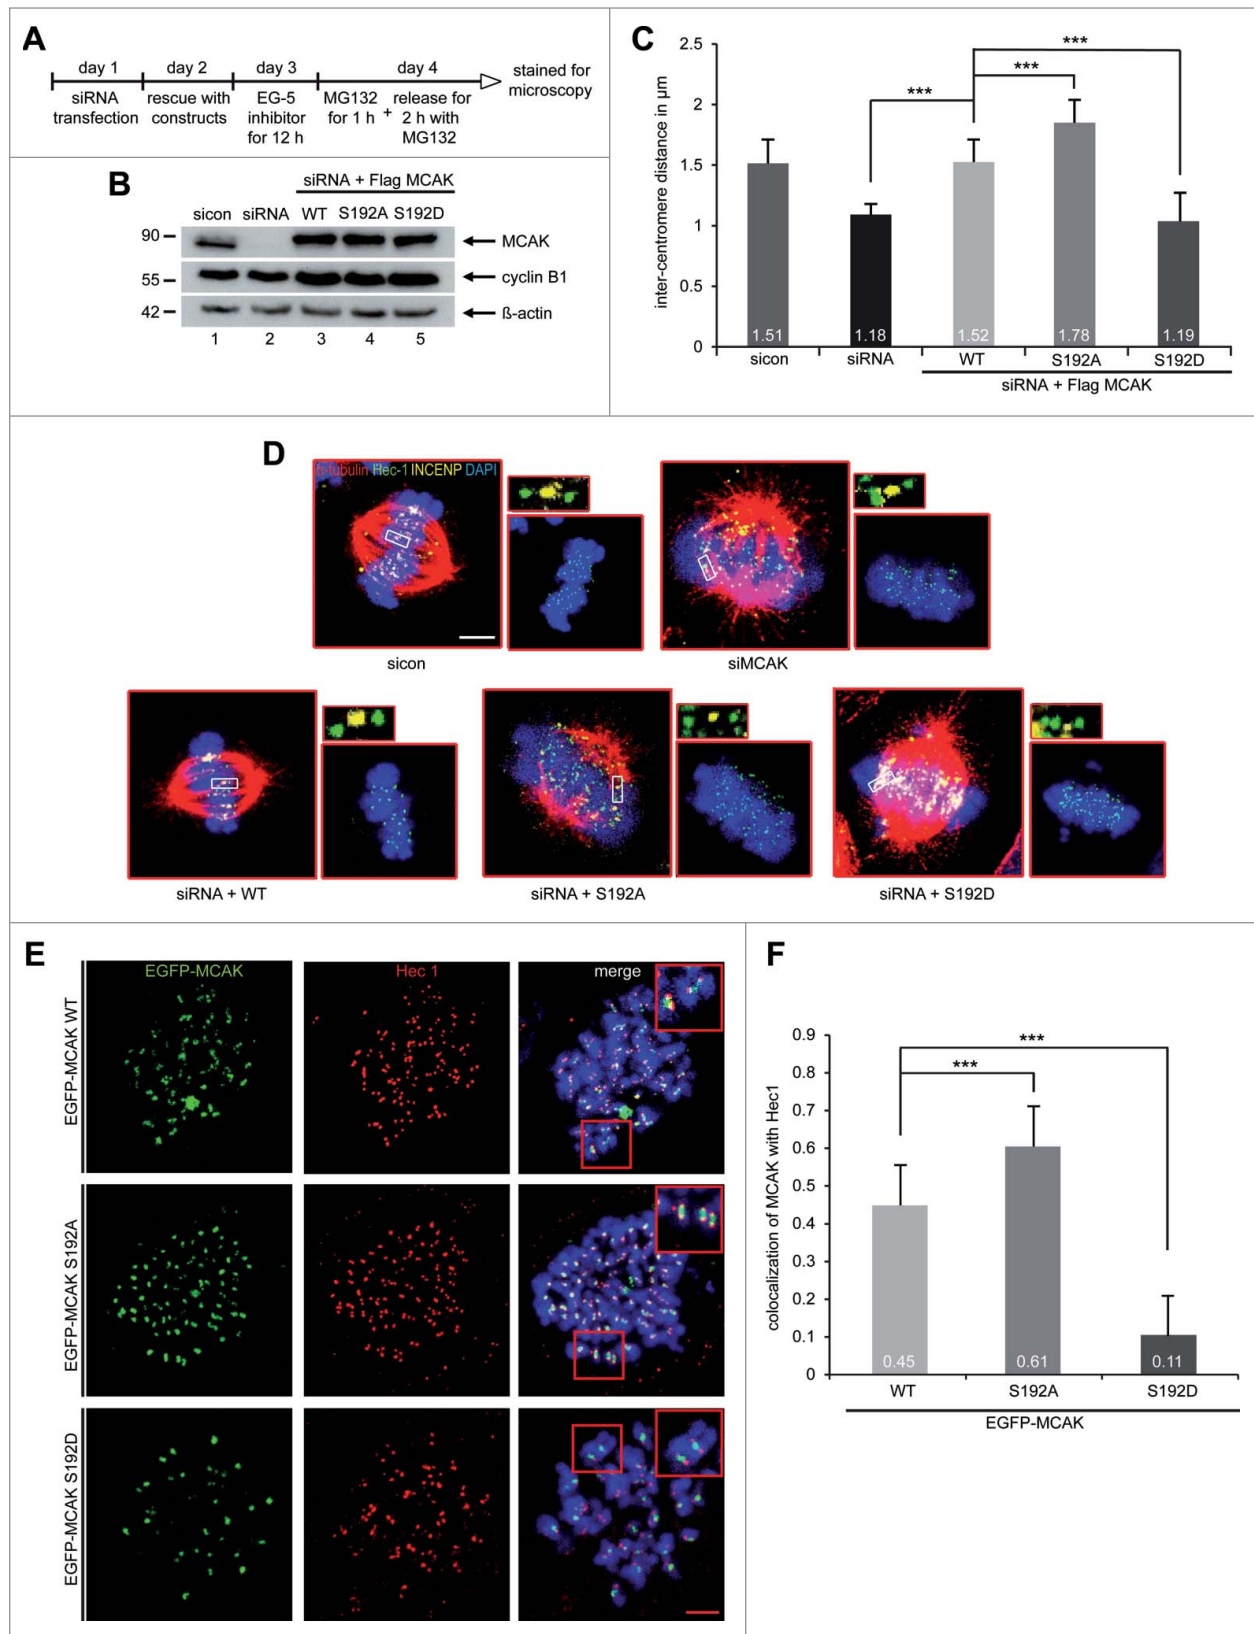 A
day 1 day 2 day 3 day 4
siRNA transfection
rescue with constructs
EG-5 inhibitor for 12 h
MG132 for 1 h
+
release for 2 h with MG132
stained for microscopy
B
siRNA + Flag MCAK
sicon siRNA WT S192A S192D
90 MCAK
55 cyclin B1
42 ß-actin
1 2 3 4 5
C
inter-centromere distance in µm
2.5
2
1.5
1
0.5
0
***
***
***
1.51 1.18 1.52 1.78 1.19
sicon siRNA WT S192A S192D
siRNA + Flag MCAK
D
α-tubulin Hec-1 INCENP DAPI
sicon
siMCAK
siRNA + WT
siRNA + S192A
siRNA + S192D
E
EGFP-MCAK Hec 1 merge
EGFP-MCAK WT
EGFP-MCAK S192A
EGFP-MCAK S192D
F
colocalization of MCAK with Hec1
0.9
0.8
0.7
0.6
0.5
0.4
0.3
0.2
0.1
0
***
***
0.45 0.61 0.11
WT S192A S192D
EGFP-MCAK